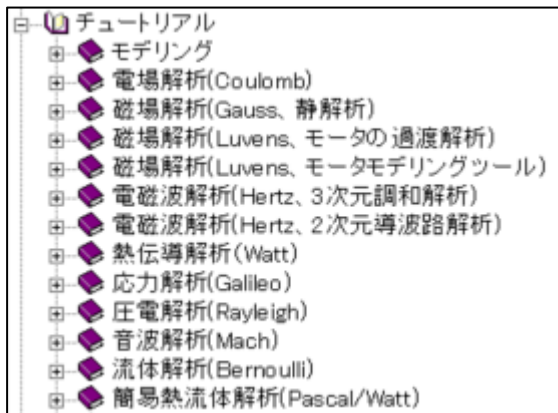 チュートリアル
モデリング
電場解析(Coulomb)
磁場解析(Gauss、静解析)
磁場解析(Luvens、モータの過渡解析)
磁場解析(Luvens、モータモデリングツール)
電磁波解析(Hertz、3次元調和解析)
電磁波解析(Hertz、2次元導波路解析)
熱伝導解析(Watt)
応力解析(Galileo)
圧電解析(Rayleigh)
音波解析(Mach)
流体解析(Bernoulli)
簡易熱流体解析(Pascal/Watt)